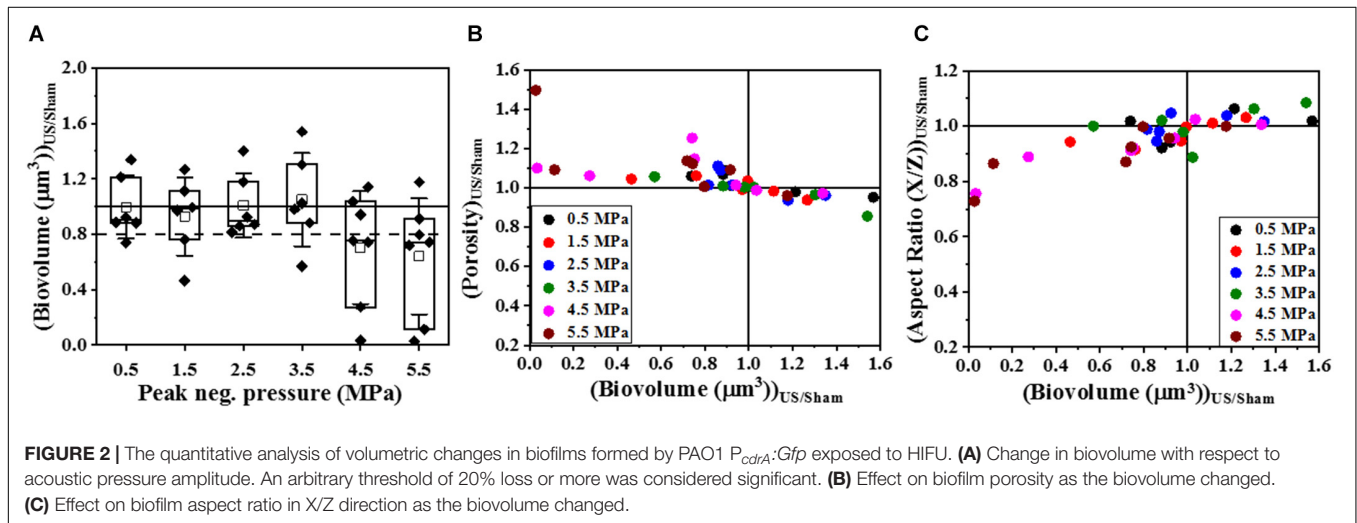 A
(Biovolume (μm³))US/Sham
2.0
1.6
1.2
1.0
0.8
0.4
0.0
0.5
1.5
2.5
3.5
4.5
5.5
Peak neg. pressure (MPa)
B
(Porosity)US/Sham
1.6
1.4
1.2
1.0
0.8
0.6
0.4
0.2
0.5 MPa
1.5 MPa
2.5 MPa
3.5 MPa
4.5 MPa
5.5 MPa
0.0 0.2 0.4 0.6 0.8 1.0 1.2 1.4 1.6
(Biovolume (μm³))US/Sham
C
(Aspect Ratio (X/Z))US/Sham
1.2
1.0
0.8
0.6
0.4
0.2
0.5 MPa
1.5 MPa
2.5 MPa
3.5 MPa
4.5 MPa
5.5 MPa
0.0 0.2 0.4 0.6 0.8 1.0 1.2 1.4 1.6
(Biovolume (μm³))US/Sham
FIGURE 2 | The quantitative analysis of volumetric changes in biofilms formed by PAO1 PcdrA:Gfp exposed to HIFU. (A) Change in biovolume with respect to
acoustic pressure amplitude. An arbitrary threshold of 20% loss or more was considered significant. (B) Effect on biofilm porosity as the biovolume changed.
(C) Effect on biofilm aspect ratio in X/Z direction as the biovolume changed.